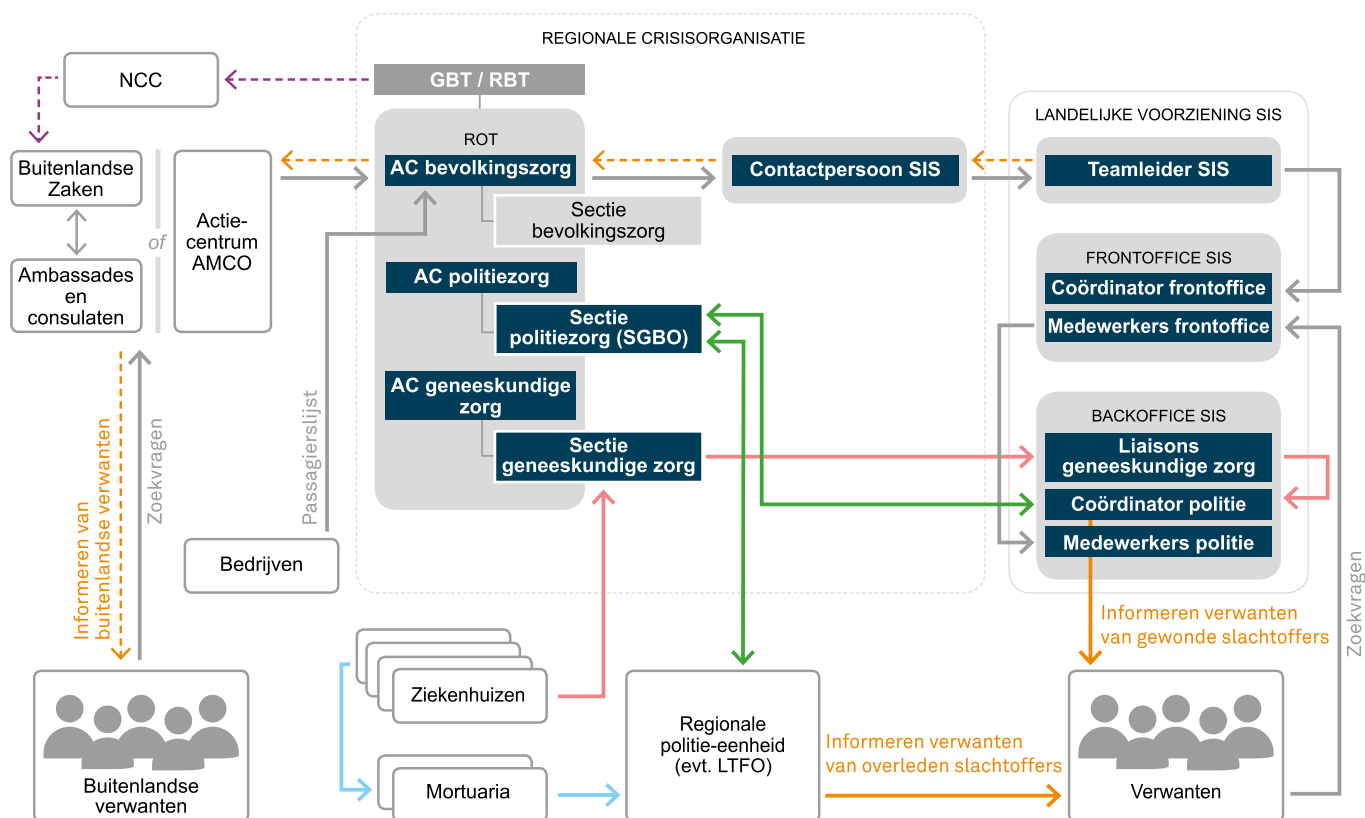 REGIONALE CRISISORGANISATIE
NCC
GBT / RBT
LANDELIJKE VOORZIENING SIS
ROT
Buitenlandse
Zaken
of
Actie-
centrum
AMCO
AC bevolkingszorg
Contactpersoon SIS
Teamleider SIS
Sectie
bevolkingszorg
Ambassades
en
consulaten
AC politiezorg
FRONTOFFICE SIS
Coördinator frontoffice
Medewerkers frontoffice
Sectie
politiezorg (SGBO)
AC geneeskundige
zorg
BACKOFFICE SIS
Sectie
geneeskundige zorg
Liaisons
geneeskundige zorg
Coördinator politie
Medewerkers politie
Informeren van
buitenlandse verwanten
Zoekvragen
Passagierslijst
Bedrijven
Informeren verwanten
van gewonde slachtoffers
Zoekvragen
Ziekenhuizen
Regionale
politie-eenheid
(evt. LTFO)
Informeren verwanten
van overleden slachtoffers
Buitenlandse
verwanten
Mortuaria
Verwanten